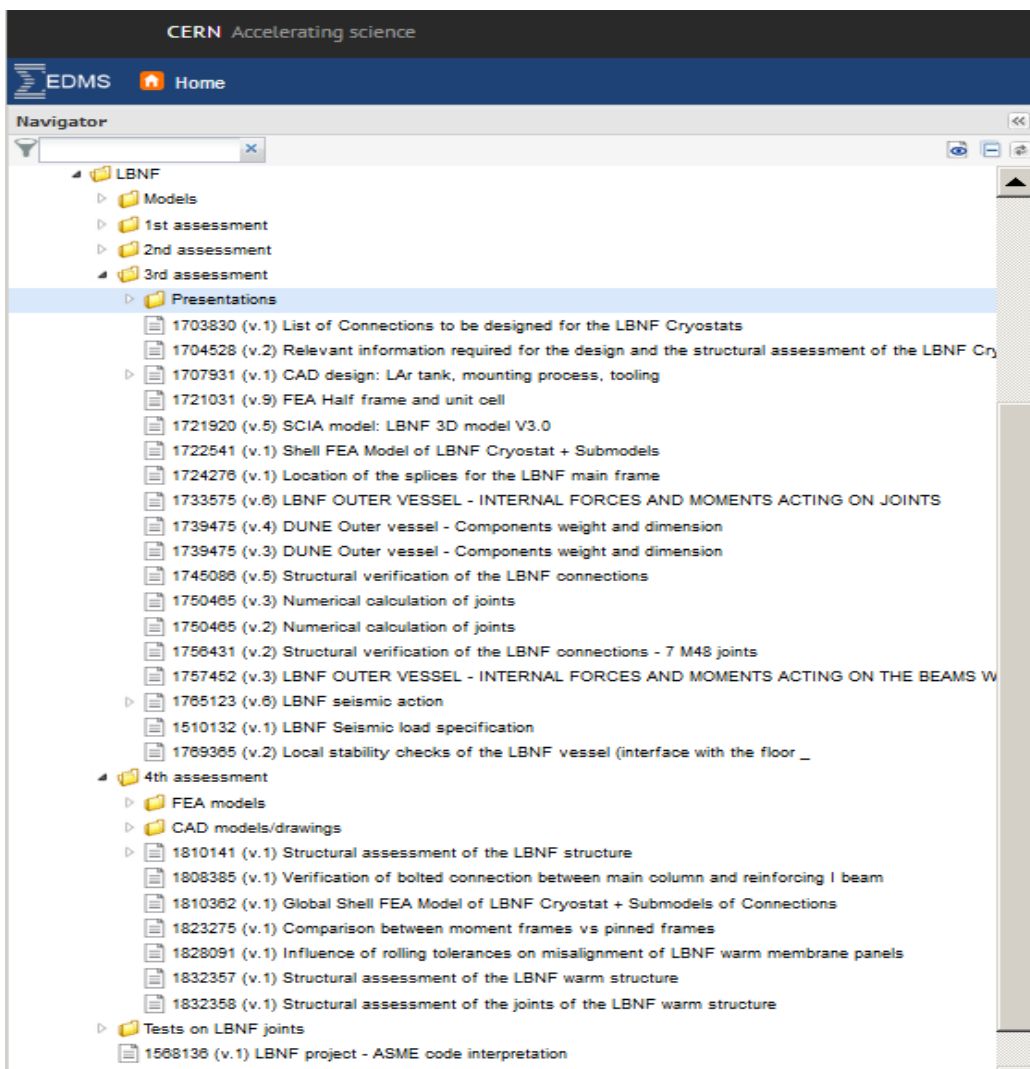 CERN Accelerating science
EDMS Home
Navigator
LBNF
Models
1st assessment
2nd assessment
3rd assessment
Presentations
1703830 (v.1) List of Connections to be designed for the LBNF Cryostats
1704528 (v.2) Relevant information required for the design and the structural assessment of the LBNF Cry
1707931 (v.1) CAD design: LAr tank, mounting process, tooling
1721031 (v.9) FEA Half frame and unit cell
1721920 (v.5) SCIA model: LBNF 3D model V3.0
1722541 (v.1) Shell FEA Model of LBNF Cryostat + Submodels
1724276 (v.1) Location of the splices for the LBNF main frame
1733575 (v.6) LBNF OUTER VESSEL - INTERNAL FORCES AND MOMENTS ACTING ON JOINTS
1739475 (v.4) DUNE Outer vessel - Components weight and dimension
1739475 (v.3) DUNE Outer vessel - Components weight and dimension
1745086 (v.5) Structural verification of the LBNF connections
1750465 (v.3) Numerical calculation of joints
1750465 (v.2) Numerical calculation of joints
1756431 (v.2) Structural verification of the LBNF connections - 7 M48 joints
1757452 (v.3) LBNF OUTER VESSEL - INTERNAL FORCES AND MOMENTS ACTING ON THE BEAMS W
1765123 (v.6) LBNF seismic action
1510132 (v.1) LBNF Seismic load specification
1769365 (v.2) Local stability checks of the LBNF vessel (interface with the floor _
4th assessment
FEA models
CAD models/drawings
1810141 (v.1) Structural assessment of the LBNF structure
1808385 (v.1) Verification of bolted connection between main column and reinforcing I beam
1810362 (v.1) Global Shell FEA Model of LBNF Cryostat + Submodels of Connections
1823275 (v.1) Comparison between moment frames vs pinned frames
1828091 (v.1) Influence of rolling tolerances on misalignment of LBNF warm membrane panels
1832357 (v.1) Structural assessment of the LBNF warm structure
1832358 (v.1) Structural assessment of the joints of the LBNF warm structure
Tests on LBNF joints
1568136 (v.1) LBNF project - ASME code interpretation